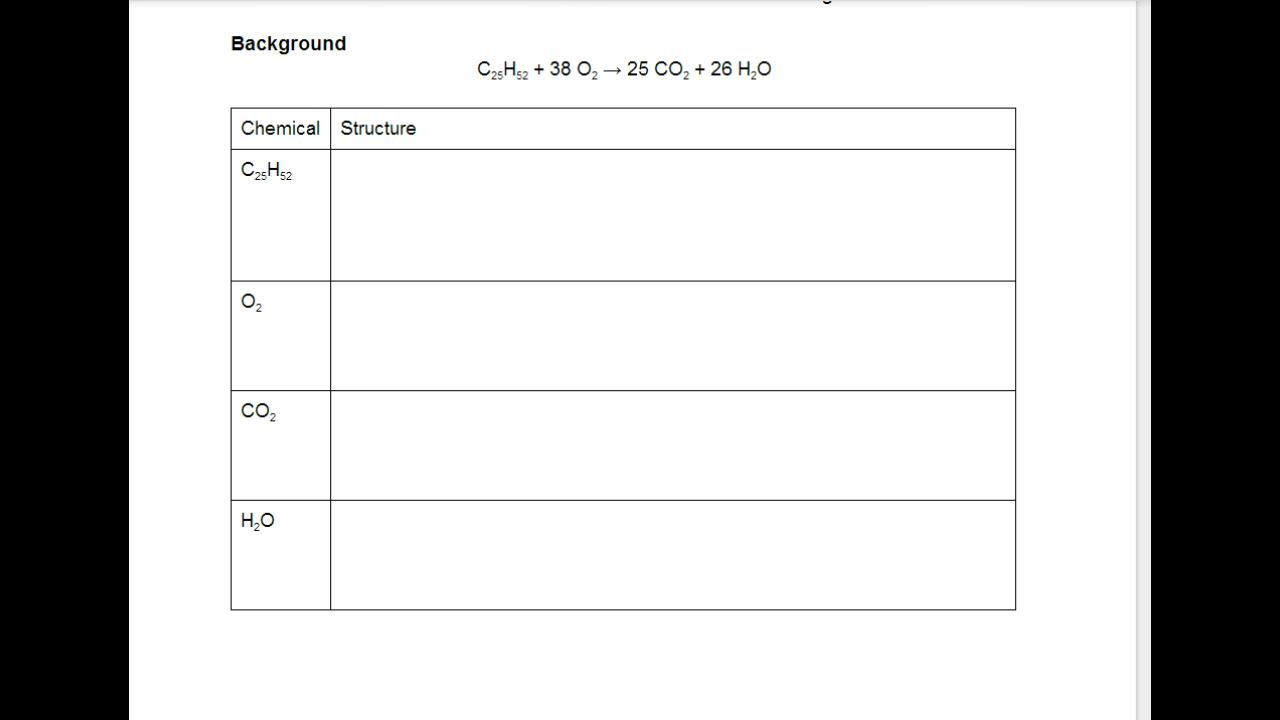 Background
C₂₅H₅₂ + 38 O₂ → 25 CO₂ + 26 H₂O
Chemical Structure
C₂₅H₅₂
O₂
CO₂
H₂O